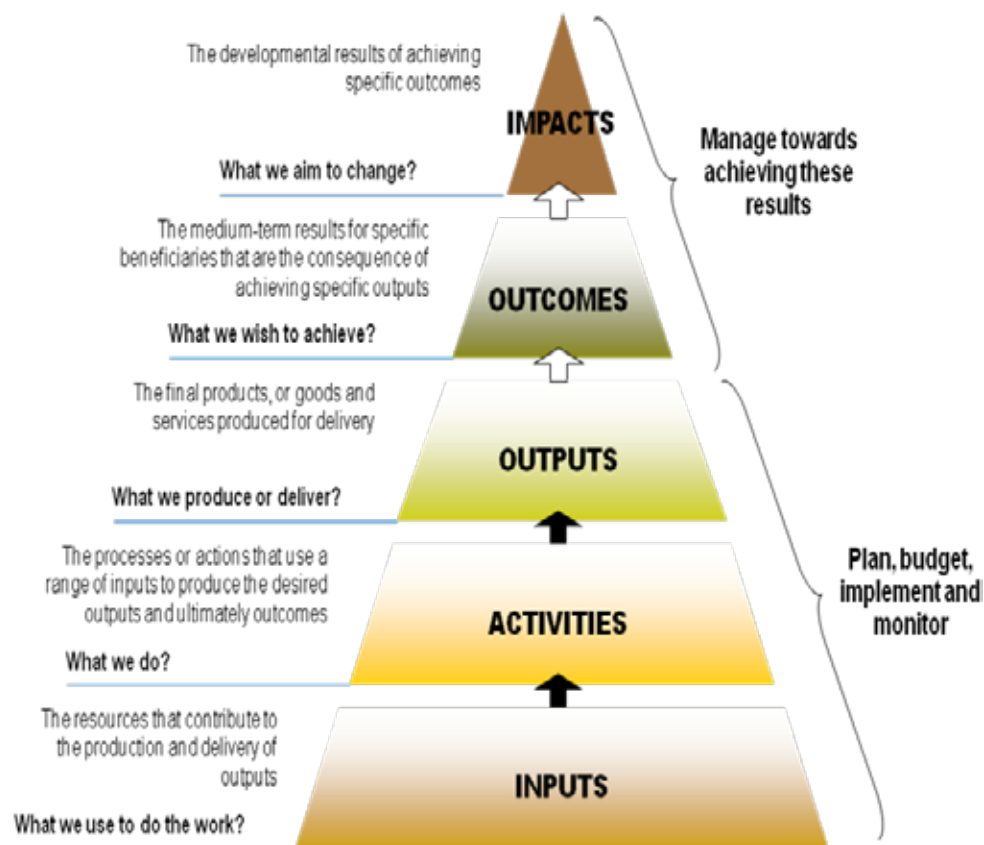 The developmental results of achieving
specific outcomes
IMPACTS
What we aim to change?
Manage towards
achieving these
results
The medium-term results for specific
beneficiaries that are the consequence of
achieving specific outputs
OUTCOMES
What we wish to achieve?
The final products, or goods and
services produced for delivery
OUTPUTS
What we produce or deliver?
The processes or actions that use a
range of inputs to produce the desired
outputs and ultimately outcomes
ACTIVITIES
What we do?
Plan, budget,
implement and
monitor
The resources that contribute to
the production and delivery of
outputs
INPUTS
What we use to do the work?